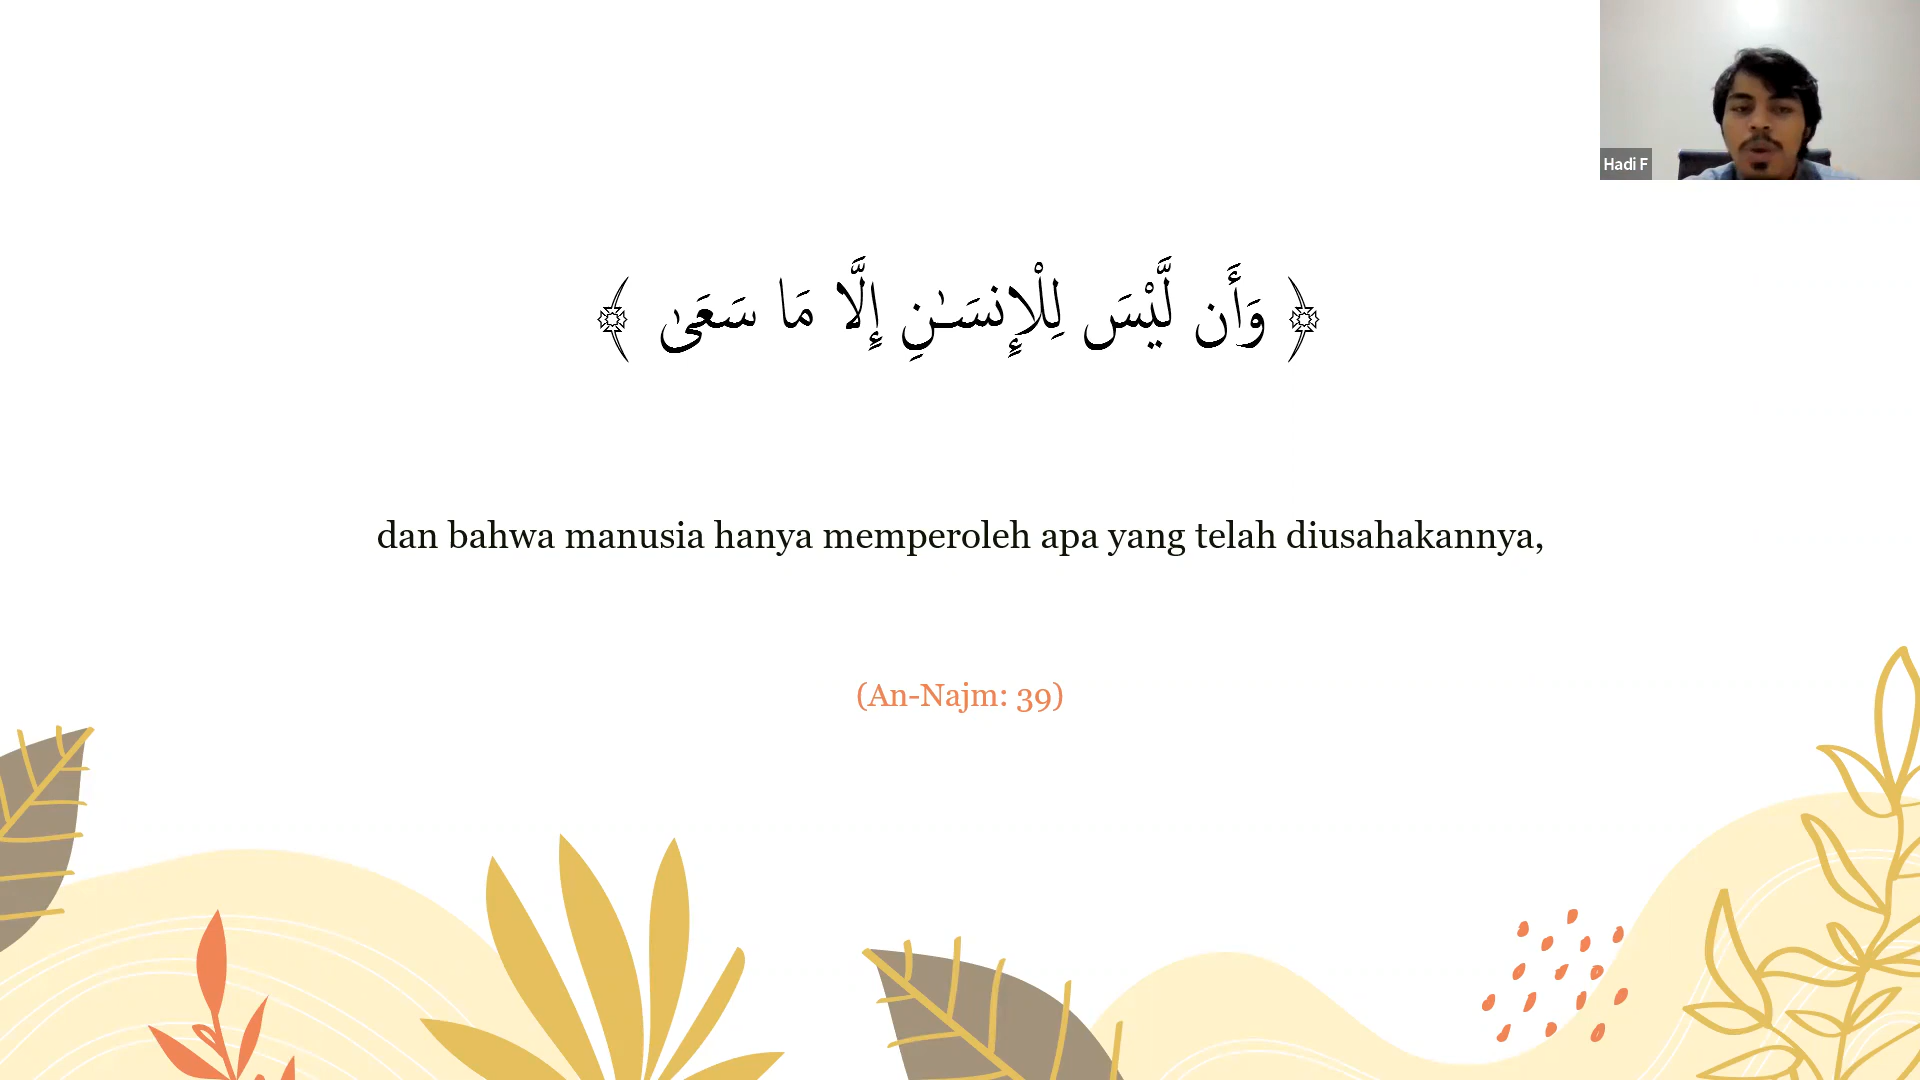 Hadi F
﴿ وَأَن لَّيْسَ لِلْإِنسَـٰنِ إِلَّا مَا سَعَىٰ ﴾
dan bahwa manusia hanya memperoleh apa yang telah diusahakannya,
(An-Najm: 39)